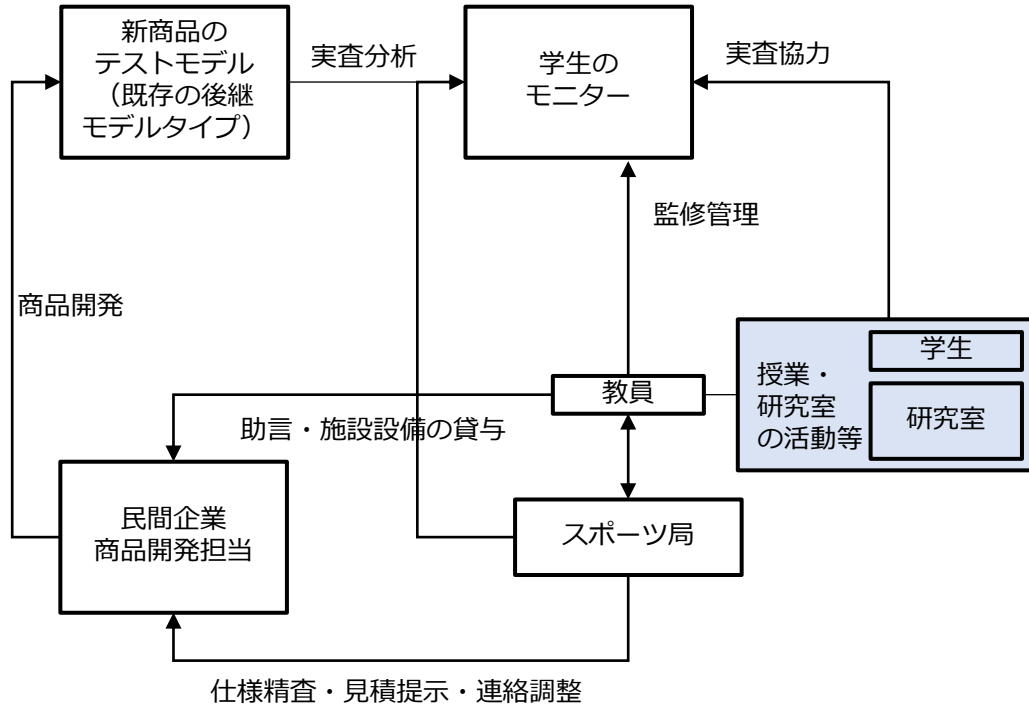 新商品の
テストモデル
（既存の後継
モデルタイプ）
実査分析
学生の
モニター
実査協力
監修管理
商品開発
学生
授業・
研究室
の活動等
研究室
教員
助言・施設設備の貸与
民間企業
商品開発担当
スポーツ局
仕様精査・見積提示・連絡調整